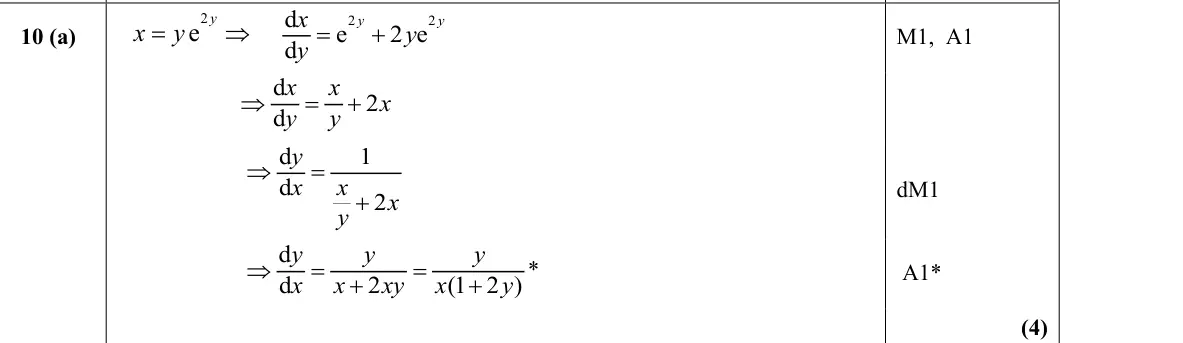 10 (a) x = ye^{2y} ⇒ dx/dy = e^{2y} + 2ye^{2y} M1, A1
⇒ dx/dy = x/y + 2x
⇒ dy/dx = 1/(x/y + 2x) dM1
⇒ dy/dx = y/(x + 2xy) = y/(x(1 + 2y)) * A1*
(4)